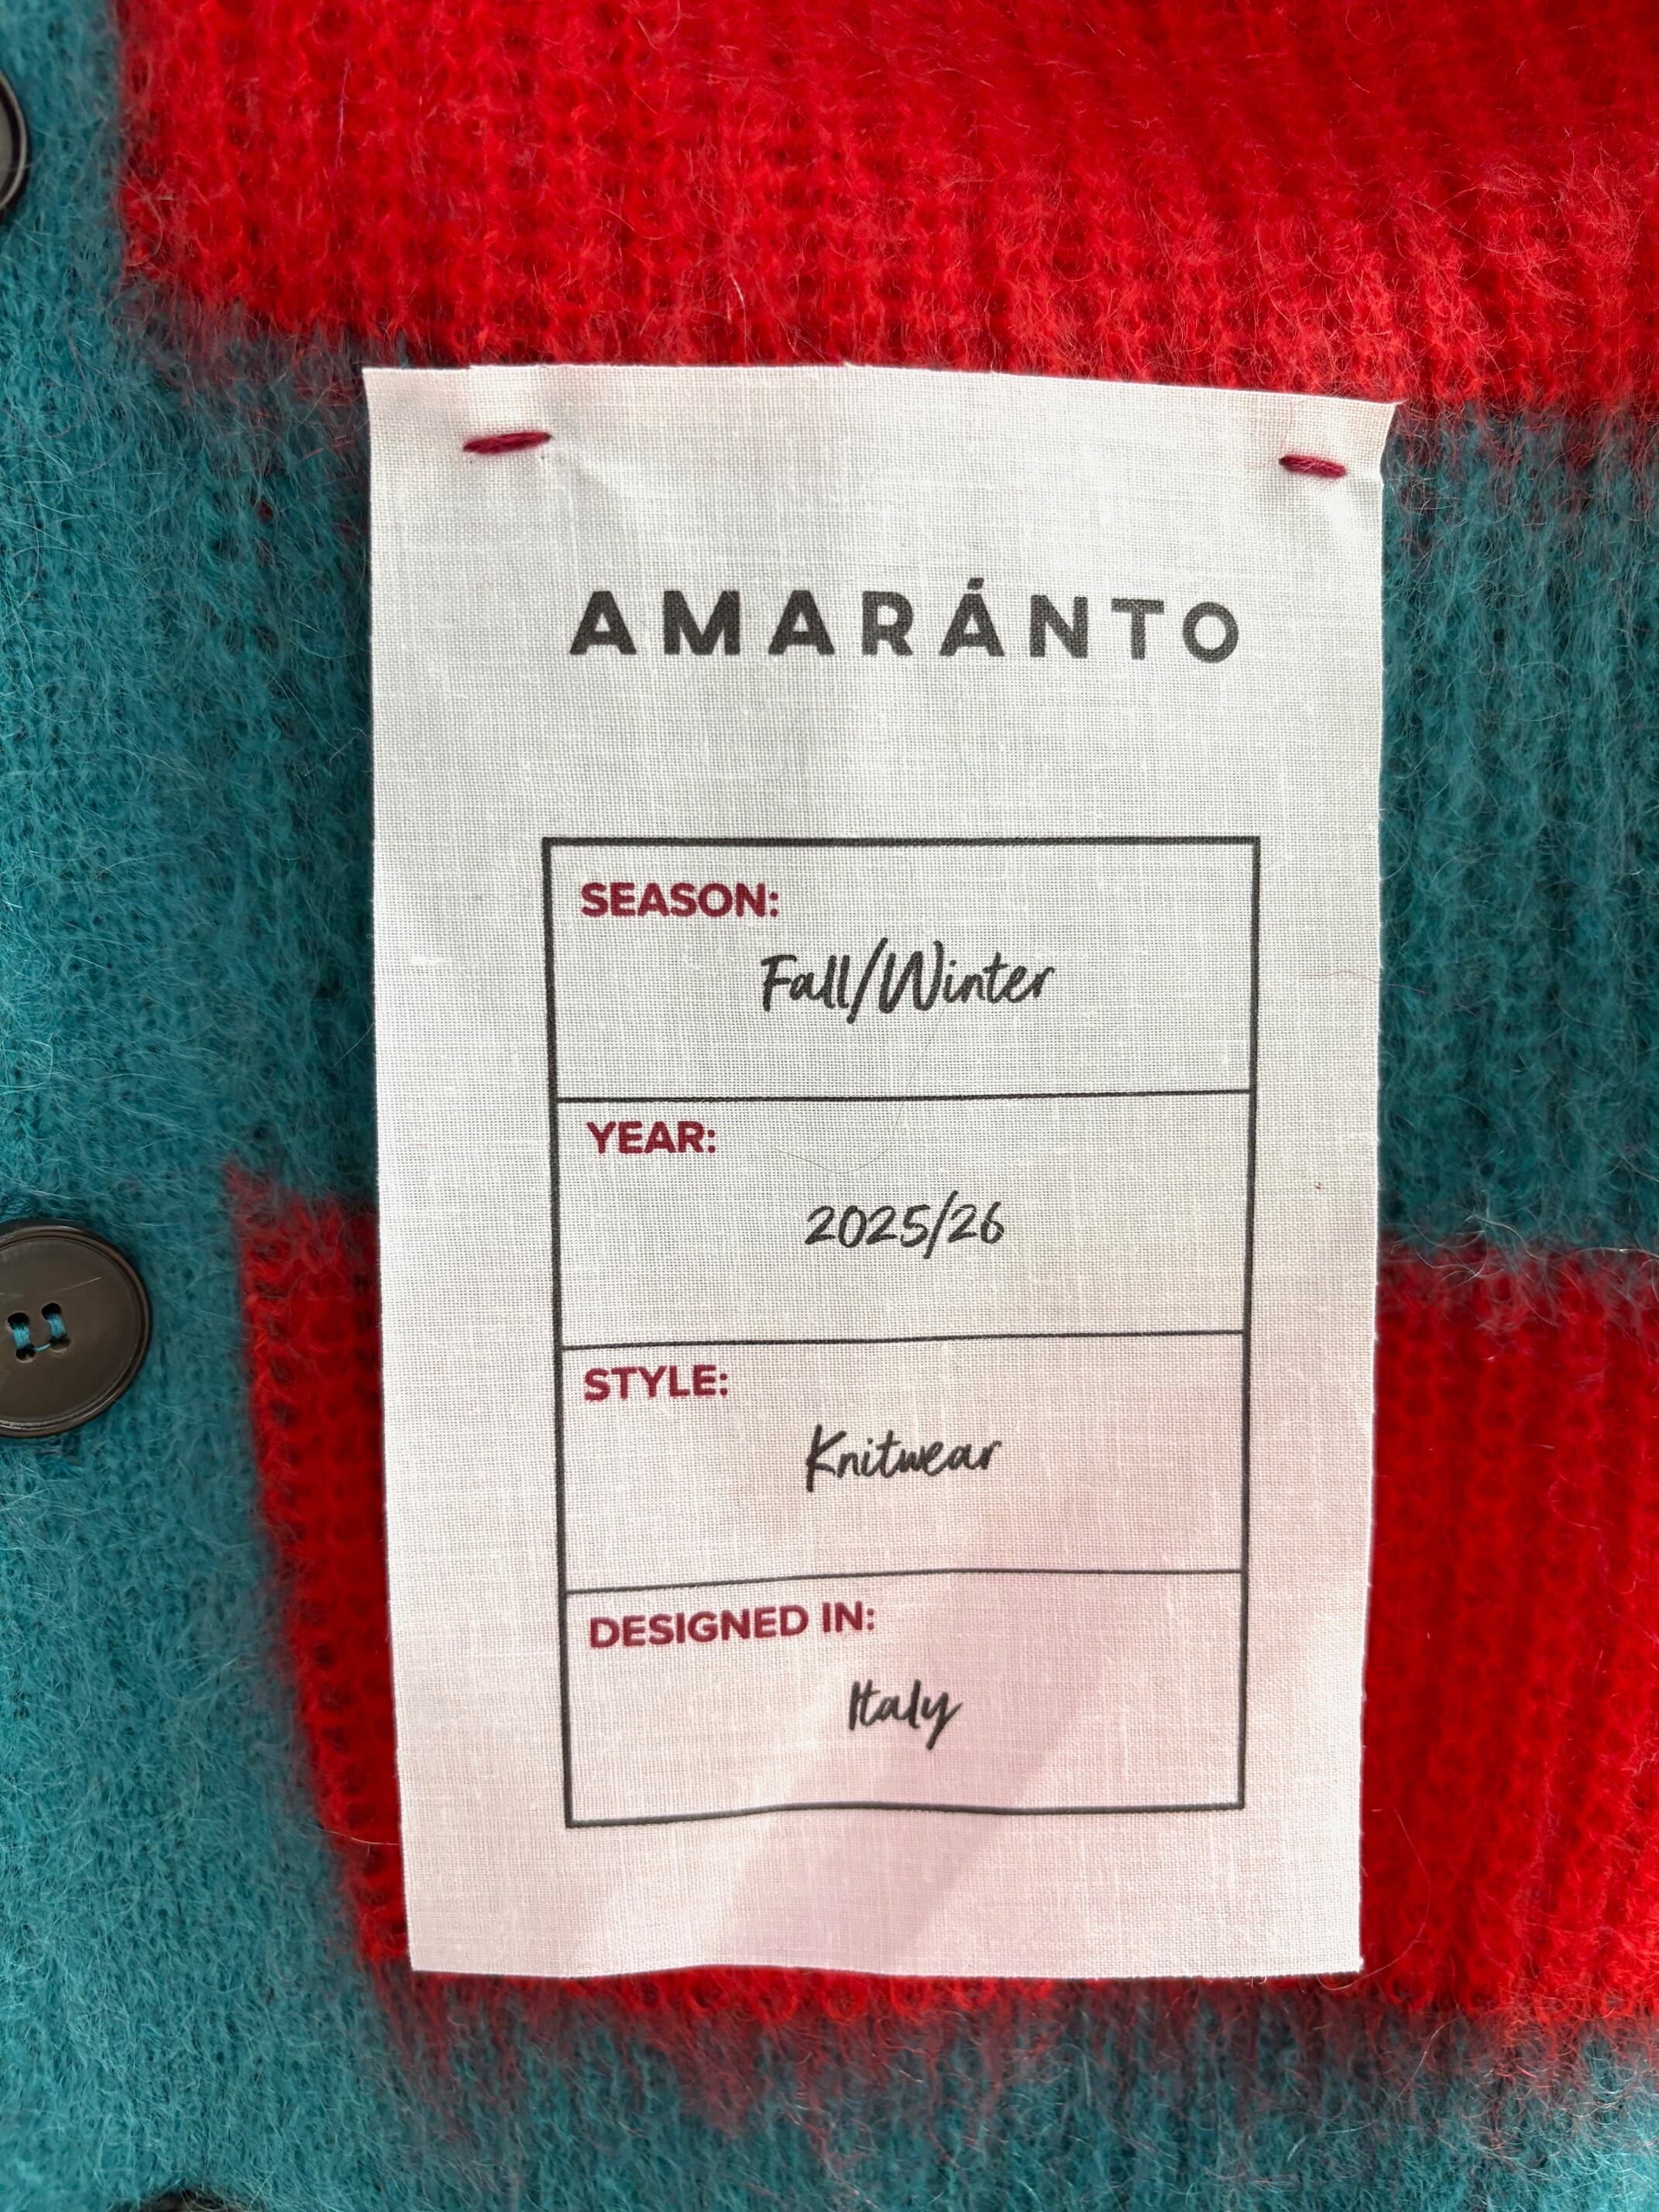 AMARÁNTO
SEASON:
Fall/Winter
YEAR:
2025/26
STYLE:
Knitwear
DESIGNED IN:
Italy